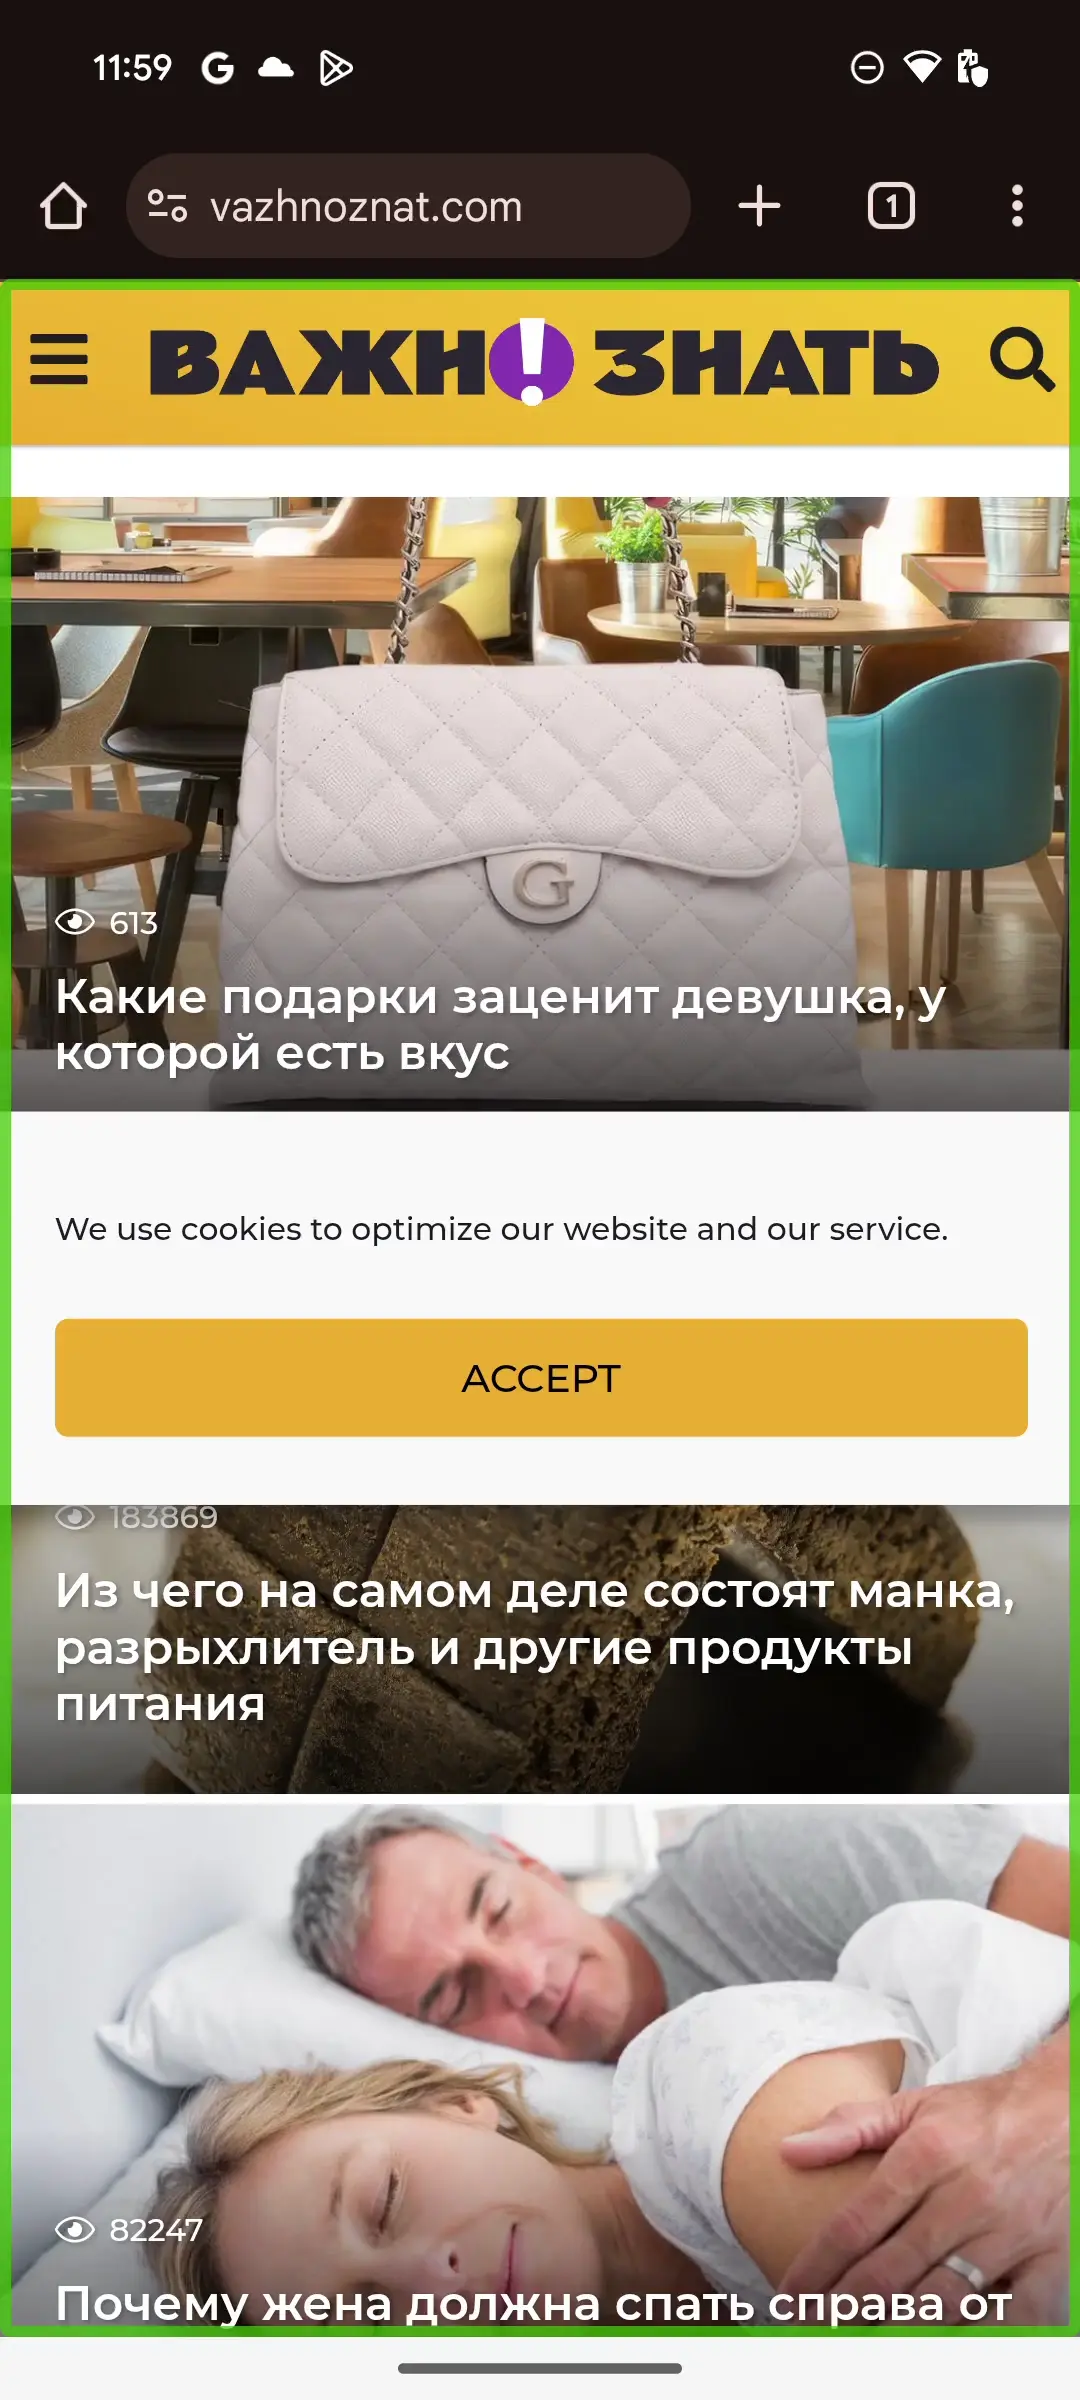 11:59
vazhnoznat.com
1
ВАЖН!ЗНАТЬ
G
613
Какие подарки заценит девушка, у
которой есть вкус
We use cookies to optimize our website and our service.
ACCEPT
183869
Из чего на самом деле состоят манка,
разрыхлитель и другие продукты
питания
82247
Почему жена должна спать справа от